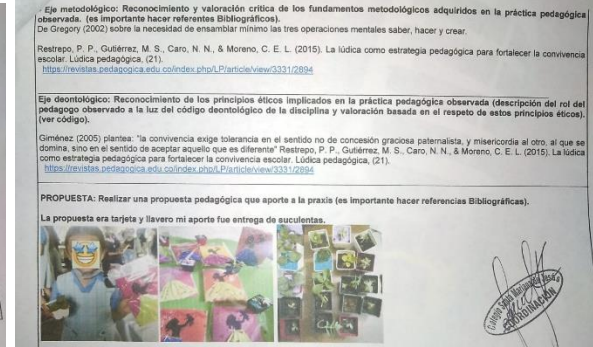 - Eje metodológico: Reconocimiento y valoración crítica de los fundamentos metodológicos adquiridos en la práctica pedagógica
observada. (es importante hacer referentes Bibliográficos).
De Gregory (2002) sobre la necesidad de ensamblar mínimo las tres operaciones mentales saber, hacer y crear.
Restrepo, P. P., Gutiérrez, M. S., Caro, N. N., & Moreno, C. E. L. (2015). La lúdica como estrategia pedagógica para fortalecer la convivencia
escolar. Lúdica pedagógica, (21).
https://revistas.pedagogica.edu.co/index.php/LP/article/view/3331/2894
Eje deontológico: Reconocimiento de los principios éticos implicados en la práctica pedagógica observada (descripción del rol del
pedagogo observado a la luz del código deontológico de la disciplina y valoración basada en el respeto de estos principios éticos).
(ver código).
Giménez (2005) plantea: "la convivencia exige tolerancia en el sentido no de concesión graciosa paternalista, y misericordia al otro, al que se
domina, sino en el sentido de aceptar aquello que es diferente" Restrepo, P. P., Gutiérrez, M. S., Caro, N. N., & Moreno, C. E. L. (2015). La lúdica
como estrategia pedagógica para fortalecer la convivencia escolar. Lúdica pedagógica, (21).
https://revistas.pedagogica.edu.co/index.php/LP/article/view/3331/2894
PROPUESTA: Realizar una propuesta pedagógica que aporte a la praxis (es importante hacer referencias Bibliográficas).
La propuesta era tarjeta y llavero mi aporte fue entrega de suculentas.
COORDINACIÓN